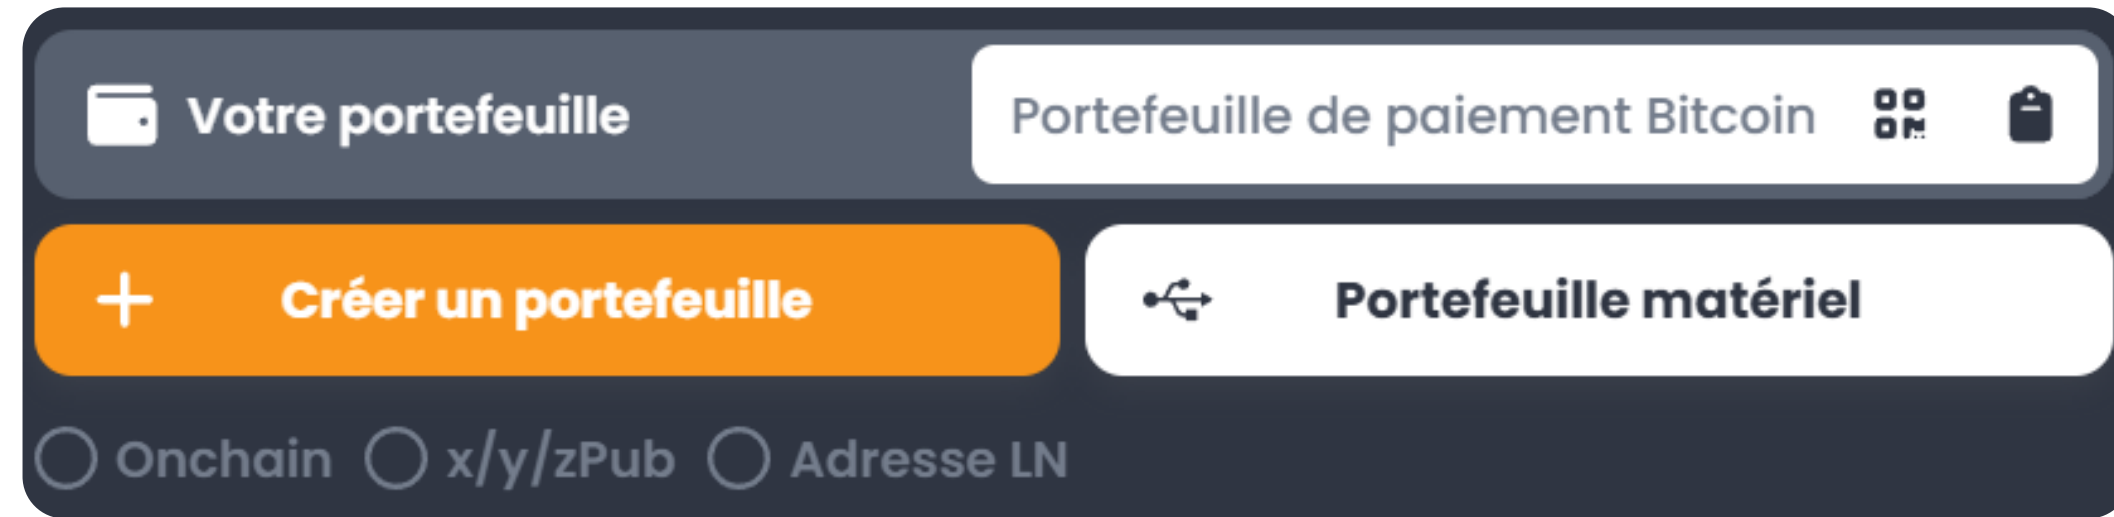 Votre portefeuille Portefeuille de paiement Bitcoin
Créer un portefeuille Portefeuille matériel
Onchain x/y/zPub Adresse LN